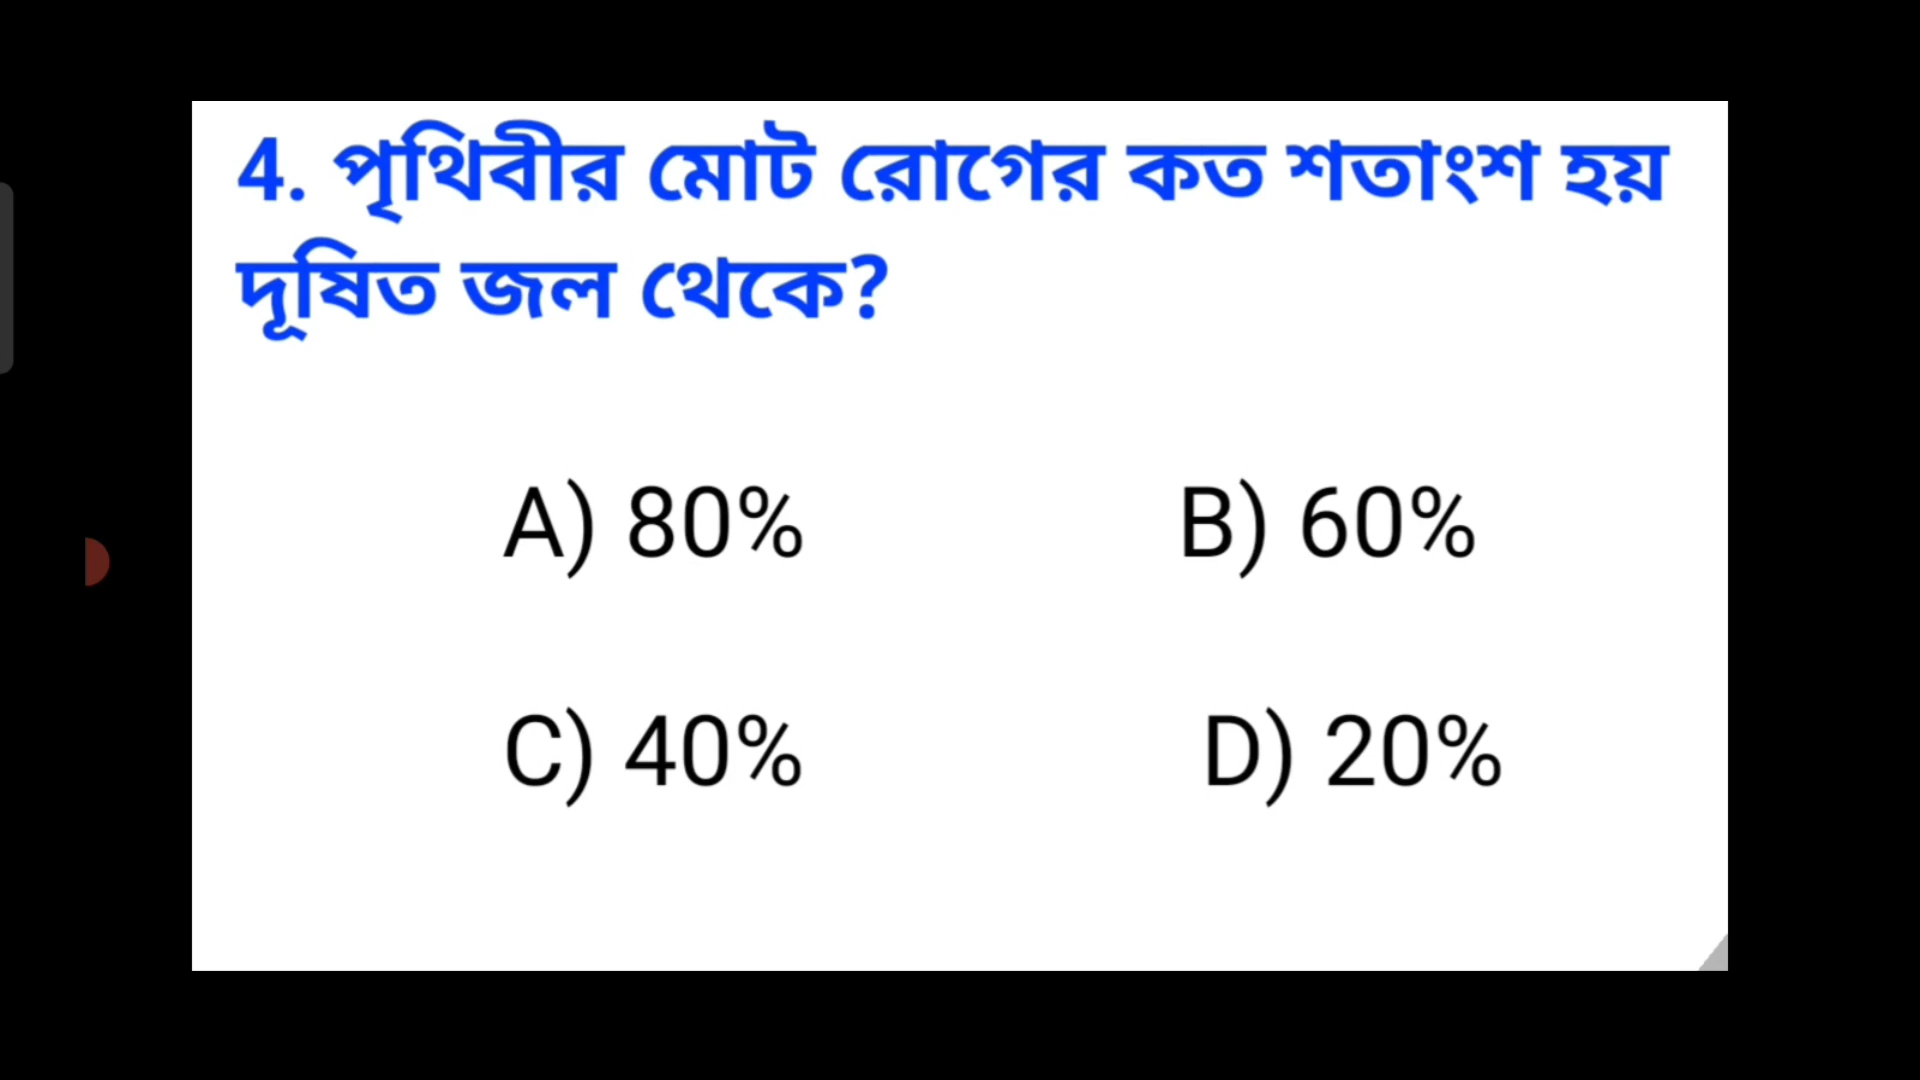 4. পৃথিবীর মোট রোগের কত শতাংশ হয়
দূষিত জল থেকে?
A) 80% B) 60%
C) 40% D) 20%